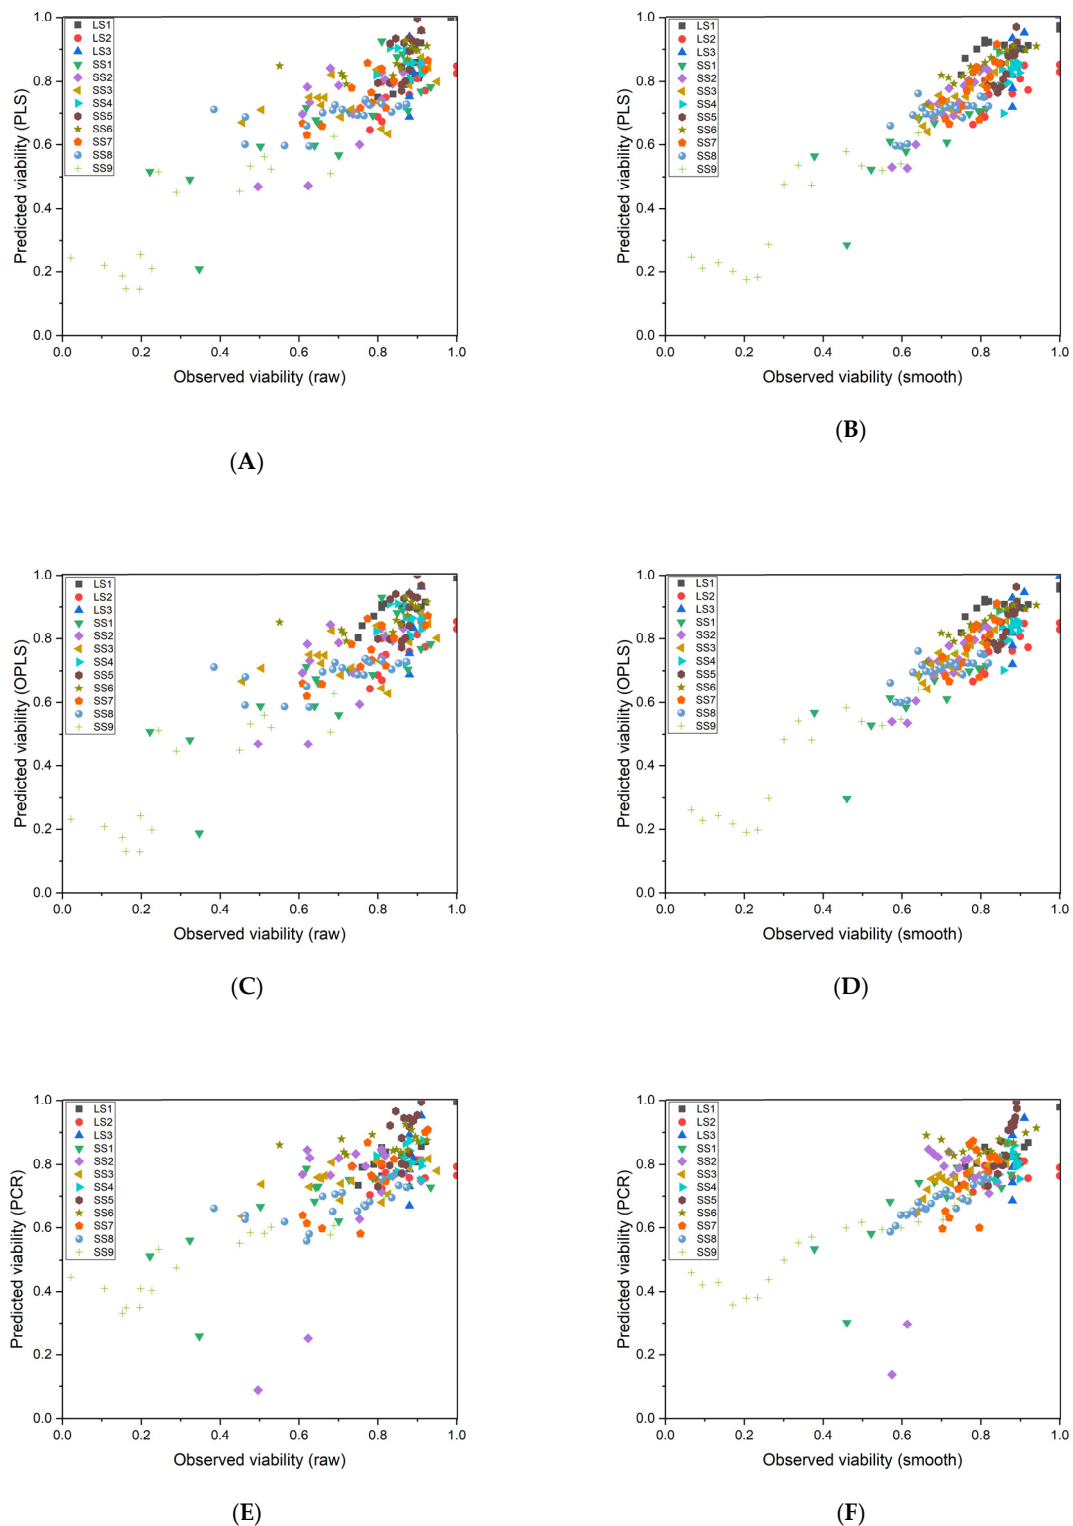 1.0
0.8
0.6
0.4
0.2
0.0
0.0 0.2 0.4 0.6 0.8 1.0
Predicted viability (PLS)
Observed viability (raw)
LS1
LS2
LS3
SS1
SS2
SS3
SS4
SS5
SS6
SS7
SS8
SS9
(A)
1.0
0.8
0.6
0.4
0.2
0.0
0.0 0.2 0.4 0.6 0.8 1.0
Predicted viability (PLS)
Observed viability (smooth)
LS1
LS2
LS3
SS1
SS2
SS3
SS4
SS5
SS6
SS7
SS8
SS9
(B)
1.0
0.8
0.6
0.4
0.2
0.0
0.0 0.2 0.4 0.6 0.8 1.0
Predicted viability (OPLS)
Observed viability (raw)
LS1
LS2
LS3
SS1
SS2
SS3
SS4
SS5
SS6
SS7
SS8
SS9
(C)
1.0
0.8
0.6
0.4
0.2
0.0
0.0 0.2 0.4 0.6 0.8 1.0
Predicted viability (OPLS)
Observed viability (smooth)
LS1
LS2
LS3
SS1
SS2
SS3
SS4
SS5
SS6
SS7
SS8
SS9
(D)
1.0
0.8
0.6
0.4
0.2
0.0
0.0 0.2 0.4 0.6 0.8 1.0
Predicted viability (PCR)
Observed viability (raw)
LS1
LS2
LS3
SS1
SS2
SS3
SS4
SS5
SS6
SS7
SS8
SS9
(E)
1.0
0.8
0.6
0.4
0.2
0.0
0.0 0.2 0.4 0.6 0.8 1.0
Predicted viability (PCR)
Observed viability (smooth)
LS1
LS2
LS3
SS1
SS2
SS3
SS4
SS5
SS6
SS7
SS8
SS9
(F)